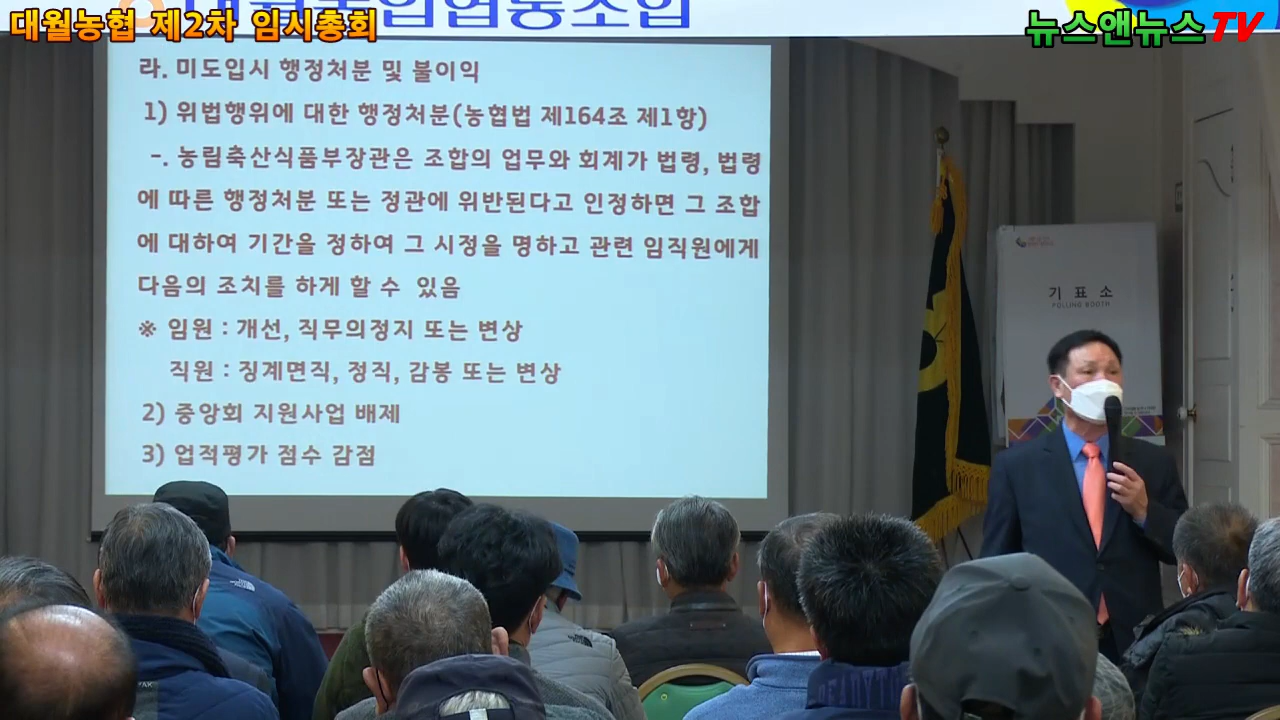 대월농업협동조합
대월농협 제2차 임시총회
뉴스앤뉴스TV
라. 미도입시 행정처분 및 불이익
1) 위법행위에 대한 행정처분(농협법 제164조 제1항)
-. 농림축산식품부장관은 조합의 업무와 회계가 법령, 법령
에 따른 행정처분 또는 정관에 위반된다고 인정하면 그 조합
에 대하여 기간을 정하여 그 시정을 명하고 관련 임직원에게
다음의 조치를 하게 할 수 있음
※ 임원 : 개선, 직무의정지 또는 변상
직원 : 징계면직, 정직, 감봉 또는 변상
2) 중앙회 지원사업 배제
3) 업적평가 점수 감점
기 표 소
POLLING BOOTH